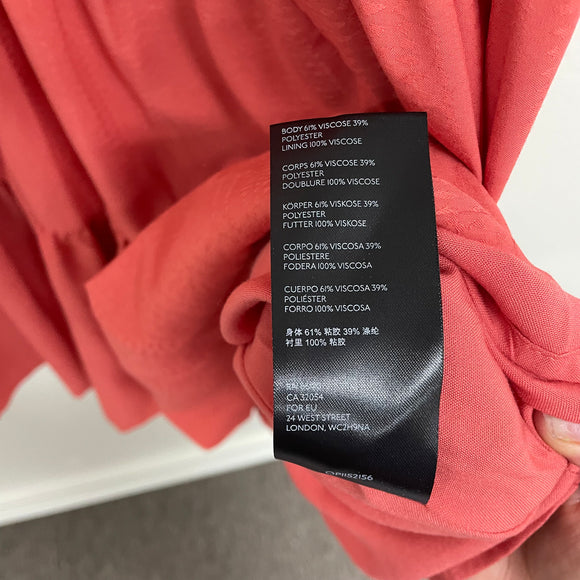 BODY 61% VISCOSE 39%
POLYESTER
LINING 100% VISCOSE
CORPS 61% VISCOSE 39%
POLYESTER
DOUBLURE 100% VISCOSE
KÖRPER 61% VISKOSE 39%
POLYESTER
FUTTER 100% VISKOSE
CORPO 61% VISCOSA 39%
POLIESTERE
FODERA 100% VISCOSA
CUERPO 61% VISCOSA 39%
POLIÉSTER
FORRO 100% VISCOSA
身体 61% 粘胶 39% 涤纶
衬里 100% 粘胶
RN
CA 32054
FOR EU
24 WEST STREET
LONDON, WC2H9NA